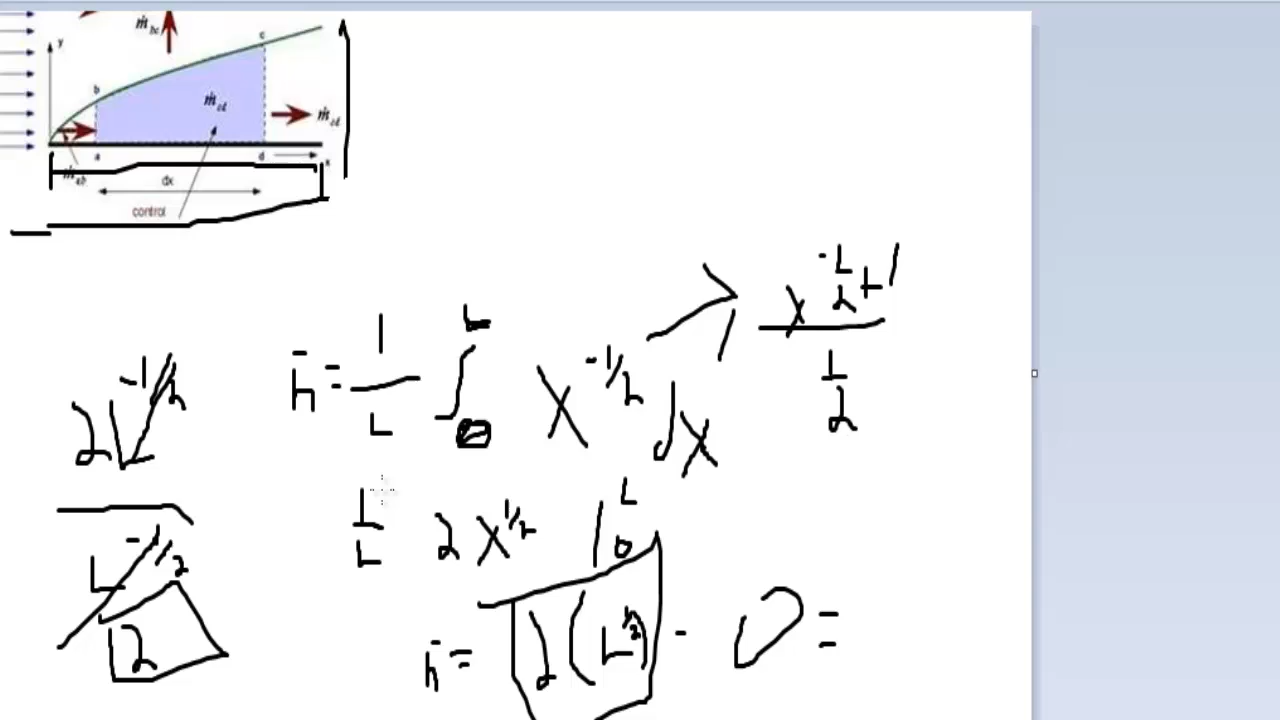 ṁbc
y
c
b
ṁcd
ṁcd
a
d
x
ṁab
dx
control
h̄ = 1/L ∫₀ᴸ x^(-1/2) dx
x^(-1/2+1) / (1/2)
2L^(-1/2) / L^(-1/2)
2
1/L 2x^(1/2) |₀ᴸ
h̄ = 2(L^(1/2)) - 0 =